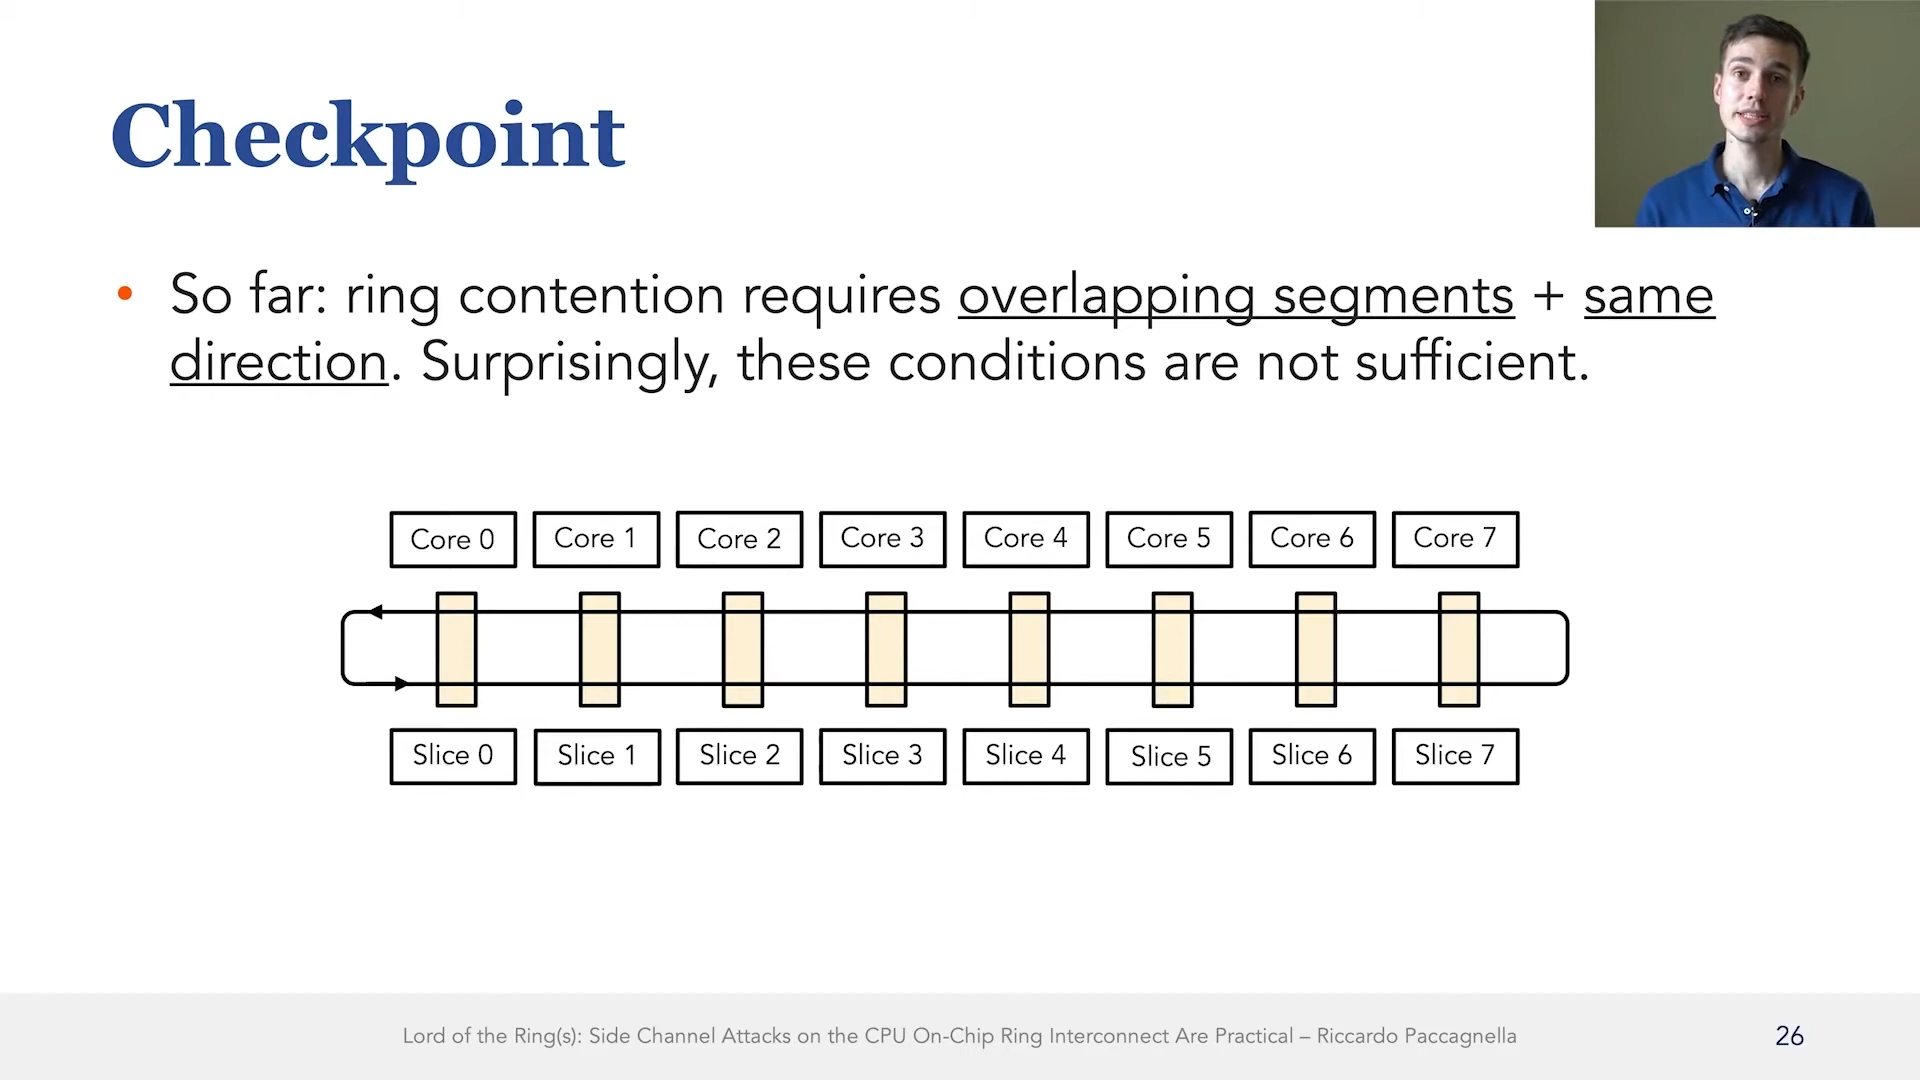 Checkpoint
• So far: ring contention requires overlapping segments + same
direction. Surprisingly, these conditions are not sufficient.
Core 0 Core 1 Core 2 Core 3 Core 4 Core 5 Core 6 Core 7
Slice 0 Slice 1 Slice 2 Slice 3 Slice 4 Slice 5 Slice 6 Slice 7
Lord of the Ring(s): Side Channel Attacks on the CPU On-Chip Ring Interconnect Are Practical – Riccardo Paccagnella
26